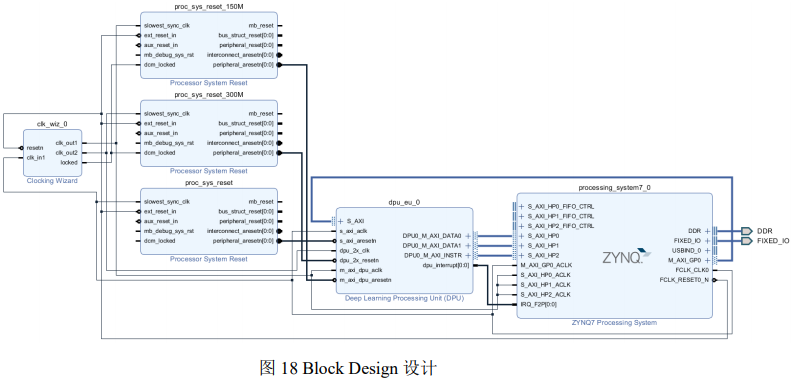 proc_sys_reset_150M
slowest_sync_clk
ext_reset_in
aux_reset_in
mb_debug_sys_rst
dcm_locked
mb_reset
bus_struct_reset[0:0]
peripheral_reset[0:0]
interconnect_aresetn[0:0]
peripheral_aresetn[0:0]
Processor System Reset
proc_sys_reset_300M
slowest_sync_clk
ext_reset_in
aux_reset_in
mb_debug_sys_rst
dcm_locked
mb_reset
bus_struct_reset[0:0]
peripheral_reset[0:0]
interconnect_aresetn[0:0]
peripheral_aresetn[0:0]
Processor System Reset
clk_wiz_0
resetn
clk_in1
clk_out1
clk_out2
locked
Clocking Wizard
proc_sys_reset
slowest_sync_clk
ext_reset_in
aux_reset_in
mb_debug_sys_rst
dcm_locked
mb_reset
bus_struct_reset[0:0]
peripheral_reset[0:0]
interconnect_aresetn[0:0]
peripheral_aresetn[0:0]
Processor System Reset
dpu_eu_0
S_AXI
s_axi_aclk
s_axi_aresetn
dpu_2x_clk
dpu_2x_resetn
m_axi_dpu_aclk
m_axi_dpu_aresetn
DPU0_M_AXI_DATA0
DPU0_M_AXI_DATA1
DPU0_M_AXI_INSTR
dpu_interrupt[0:0]
Deep Learning Processing Unit (DPU)
processing_system7_0
S_AXI_HP0_FIFO_CTRL
S_AXI_HP1_FIFO_CTRL
S_AXI_HP2_FIFO_CTRL
S_AXI_HP0
S_AXI_HP1
S_AXI_HP2
M_AXI_GP0_ACLK
S_AXI_HP0_ACLK
S_AXI_HP1_ACLK
S_AXI_HP2_ACLK
IRQ_F2P[0:0]
ZYNQ
DDR
FIXED_IO
USBIND_0
M_AXI_GP0
FCLK_CLK0
FCLK_RESET0_N
ZYNQ7 Processing System
DDR
FIXED_IO
图 18 Block Design 设计